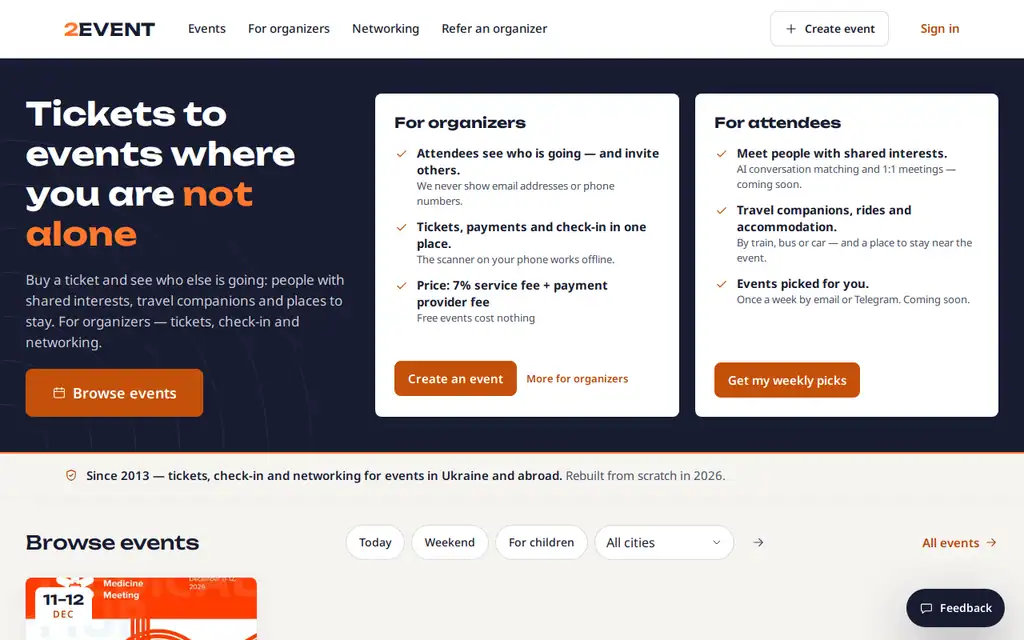 2EVENT
Events
For organizers
Networking
Refer an organizer
Create event
Sign in
Tickets to
events where
you are not
alone
Buy a ticket and see who else is going: people with
shared interests, travel companions and places to
stay. For organizers — tickets, check-in and
networking.
Browse events
For organizers
Attendees see who is going — and invite
others.
We never show email addresses or phone
numbers.
Tickets, payments and check-in in one
place.
The scanner on your phone works offline.
Price: 7% service fee + payment
provider fee
Free events cost nothing
Create an event
More for organizers
For attendees
Meet people with shared interests.
AI conversation matching and 1:1 meetings —
coming soon.
Travel companions, rides and
accommodation.
By train, bus or car — and a place to stay near the
event.
Events picked for you.
Once a week by email or Telegram. Coming soon.
Get my weekly picks
Since 2013 — tickets, check-in and networking for events in Ukraine and abroad. Rebuilt from scratch in 2026.
Browse events
Today
Weekend
For children
All cities
All events
11–12
DEC
Medicine
Meeting
2026
Feedback